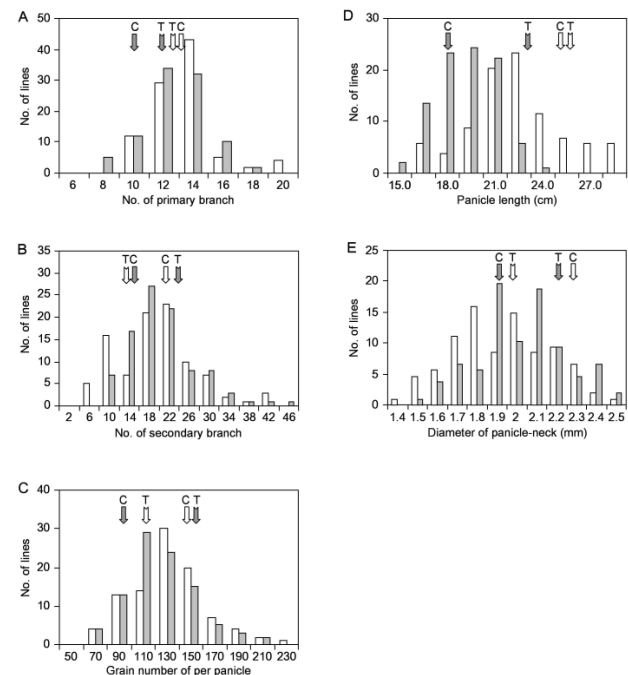 A
C T T C
No. of lines
50
40
30
20
10
0
6 8 10 12 14 16 18 20
No. of primary branch
B
T C C T
No. of lines
35
30
25
20
15
10
5
0
2 6 10 14 18 22 26 30 34 38 42 46
No. of secondary branch
C
C T C T
No. of lines
40
30
20
10
0
50 70 90 110 130 150 170 190 210 230
Grain number of per panicle
D
C T C T
No. of lines
30
20
10
0
15.0 18.0 21.0 24.0 27.0
Panicle length (cm)
E
C T T C
No. of lines
25
20
15
10
5
0
1.4 1.5 1.6 1.7 1.8 1.9 2 2.1 2.2 2.3 2.4 2.5
Diameter of panicle-neck (mm)